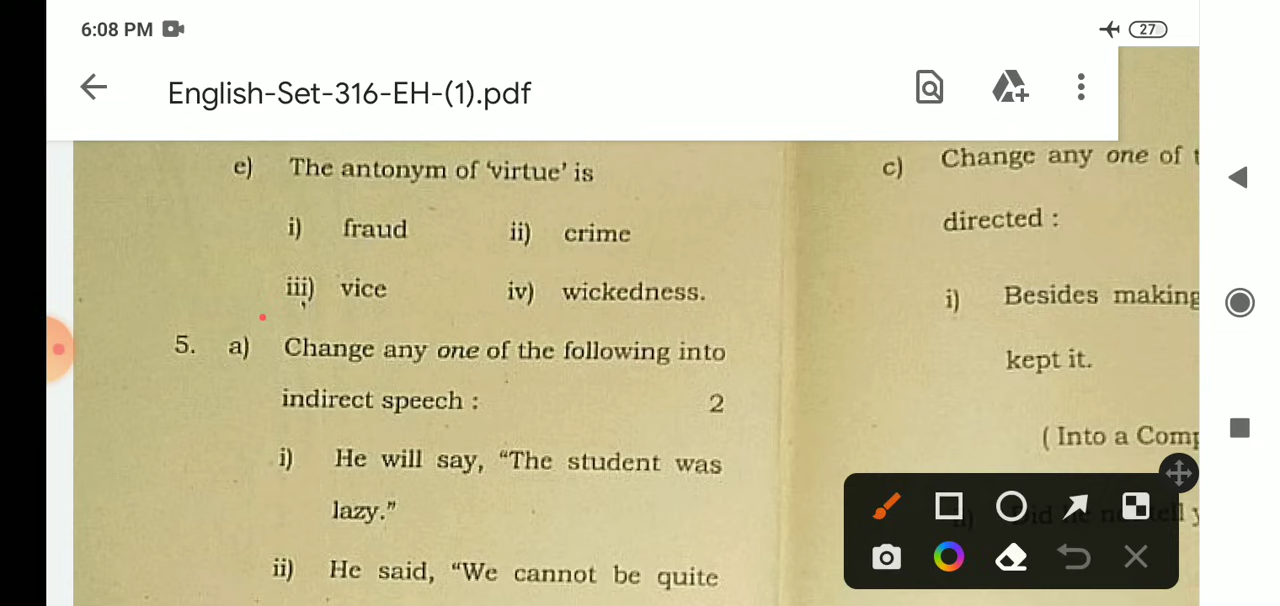 6:08 PM
27
English-Set-316-EH-(1).pdf
e) The antonym of ‘virtue’ is
i) fraud ii) crime
iii) vice iv) wickedness.
5. a) Change any one of the following into
indirect speech : 2
i) He will say, “The student was
lazy.”
ii) He said, “We cannot be quite
c) Change any one of
directed :
i) Besides making
kept it.
( Into a